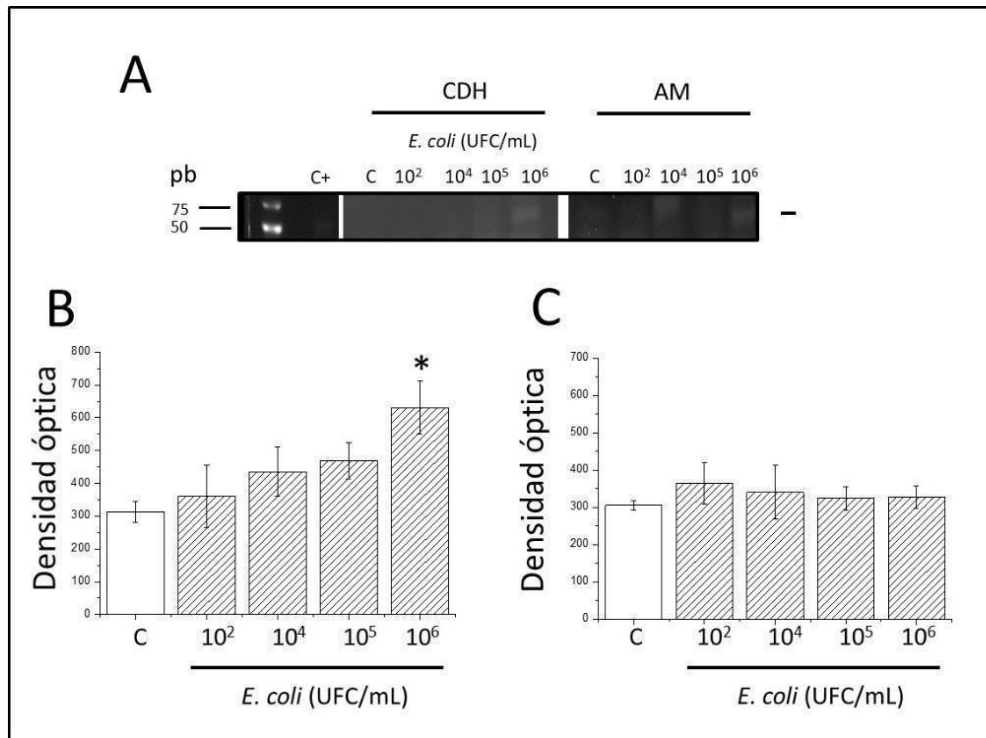 A
CDH AM
E. coli (UFC/mL)
pb C+ C 10² 10⁴ 10⁵ 10⁶ C 10² 10⁴ 10⁵ 10⁶
75
50
B
Densidad óptica
800
700
600
500
400
300
200
100
0
*
C 10² 10⁴ 10⁵ 10⁶
E. coli (UFC/mL)
C
Densidad óptica
700
600
500
400
300
200
100
0
C 10² 10⁴ 10⁵ 10⁶
E. coli (UFC/mL)